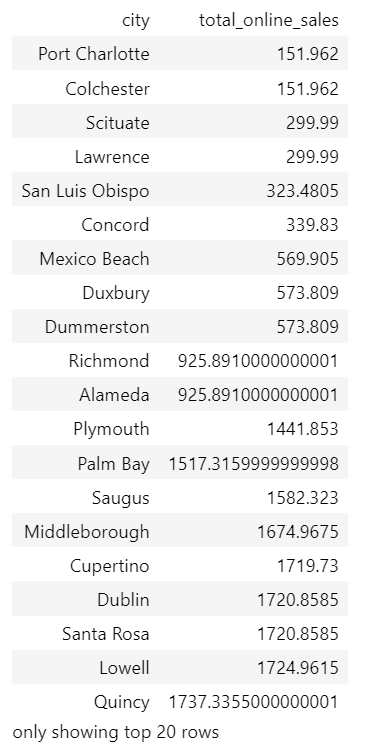 city total_online_sales
Port Charlotte 151.962
Colchester 151.962
Scituate 299.99
Lawrence 299.99
San Luis Obispo 323.4805
Concord 339.83
Mexico Beach 569.905
Duxbury 573.809
Dummerston 573.809
Richmond 925.8910000000001
Alameda 925.8910000000001
Plymouth 1441.853
Palm Bay 1517.3159999999998
Saugus 1582.323
Middleborough 1674.9675
Cupertino 1719.73
Dublin 1720.8585
Santa Rosa 1720.8585
Lowell 1724.9615
Quincy 1737.3355000000001
only showing top 20 rows